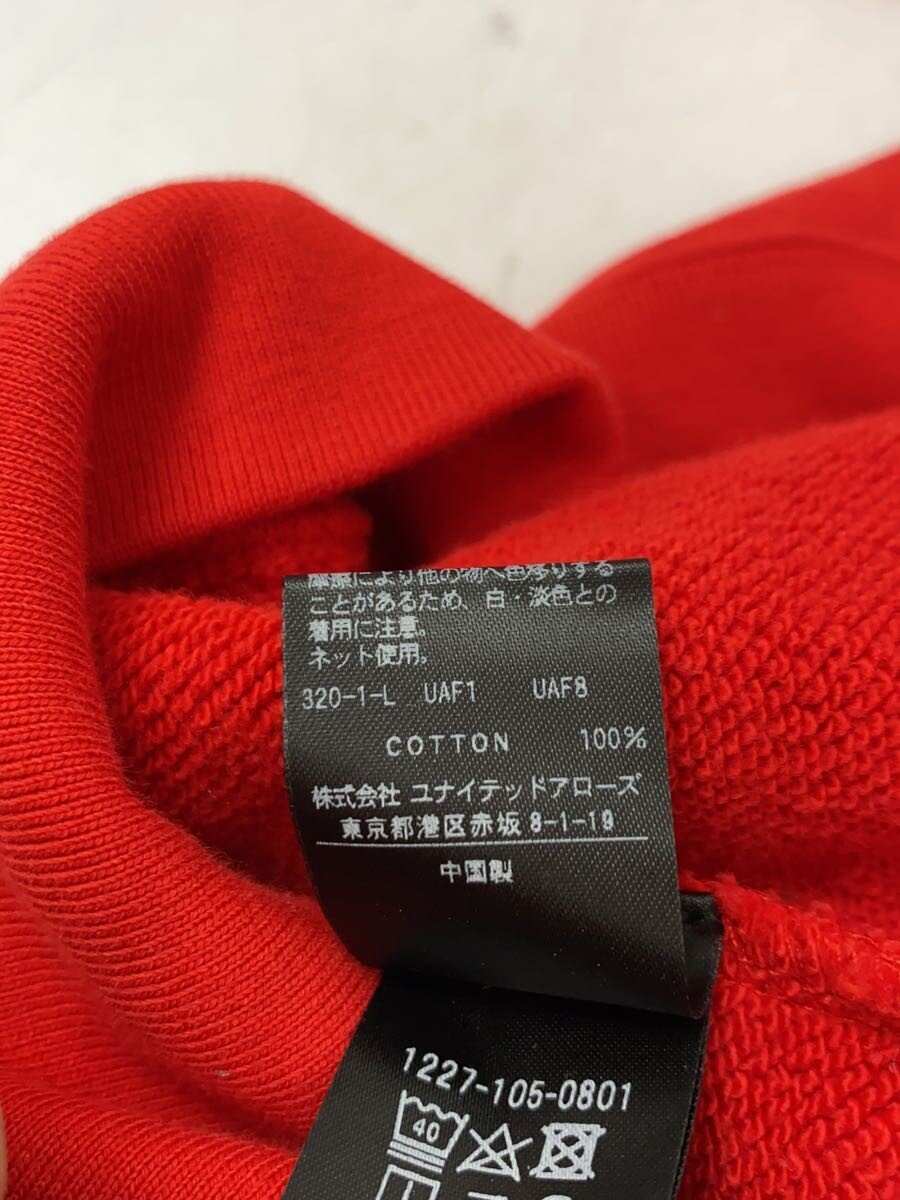 摩擦により他の物へ色移りする
ことがあるため、白・淡色との
着用に注意。
ネット使用。
320-1-L UAF1 UAF8
COTTON 100%
株式会社 ユナイテッドアローズ
東京都港区赤坂 8-1-19
中国製
1227-105-0801
40